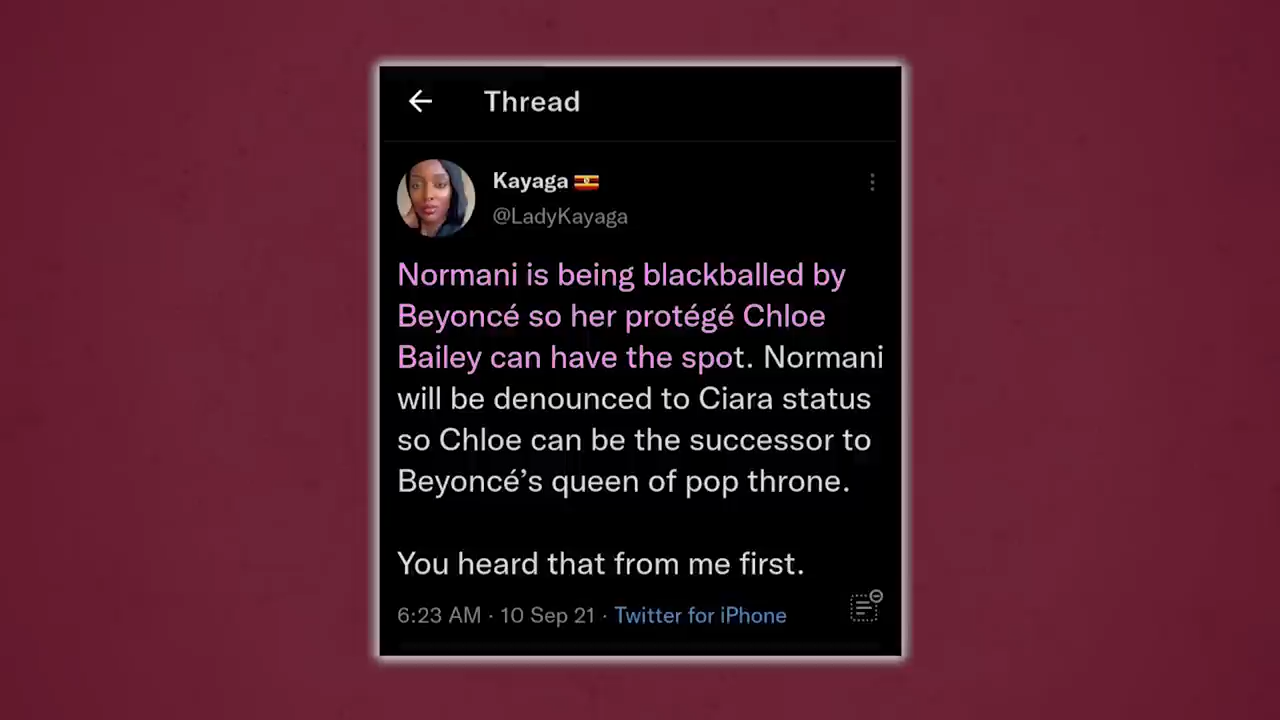 Thread
Kayaga
@LadyKayaga
Normani is being blackballed by
Beyoncé so her protégé Chloe
Bailey can have the spot. Normani
will be denounced to Ciara status
so Chloe can be the successor to
Beyoncé’s queen of pop throne.
You heard that from me first.
6:23 AM · 10 Sep 21 · Twitter for iPhone